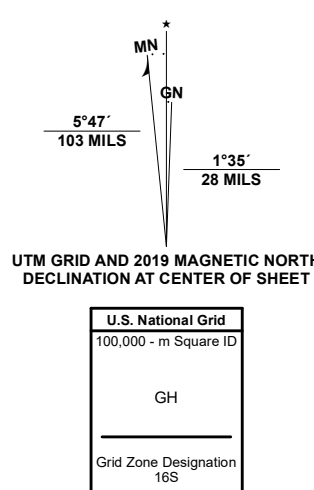 MN
GN
5°47´
103 MILS
1°35´
28 MILS
UTM GRID AND 2019 MAGNETIC NORTH
DECLINATION AT CENTER OF SHEET
U.S. National Grid
100,000 - m Square ID
GH
Grid Zone Designation
16S